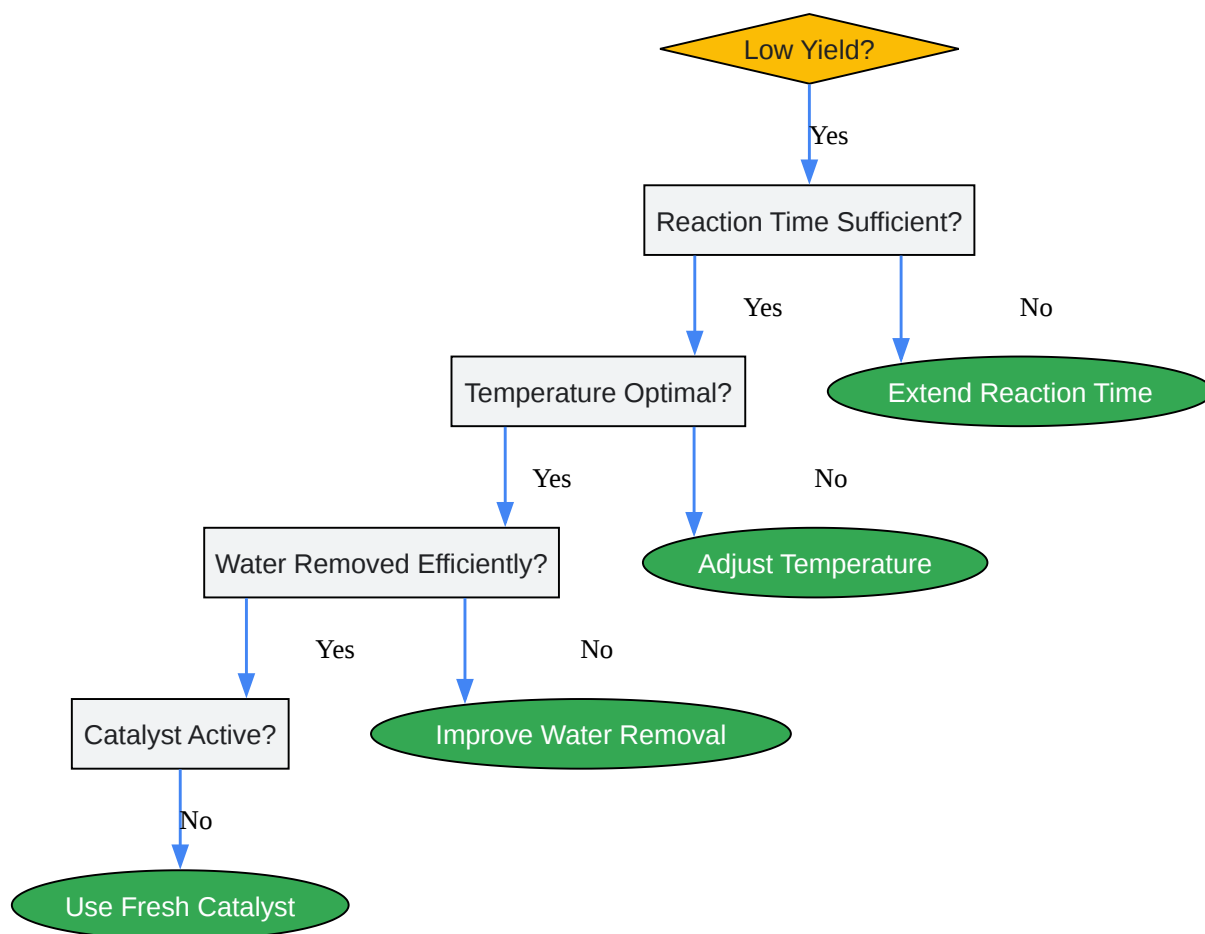 Low Yield?
Yes
Reaction Time Sufficient?
Yes
No
Temperature Optimal?
Extend Reaction Time
Yes
No
Water Removed Efficiently?
Adjust Temperature
Yes
No
Catalyst Active?
Improve Water Removal
No
Use Fresh Catalyst